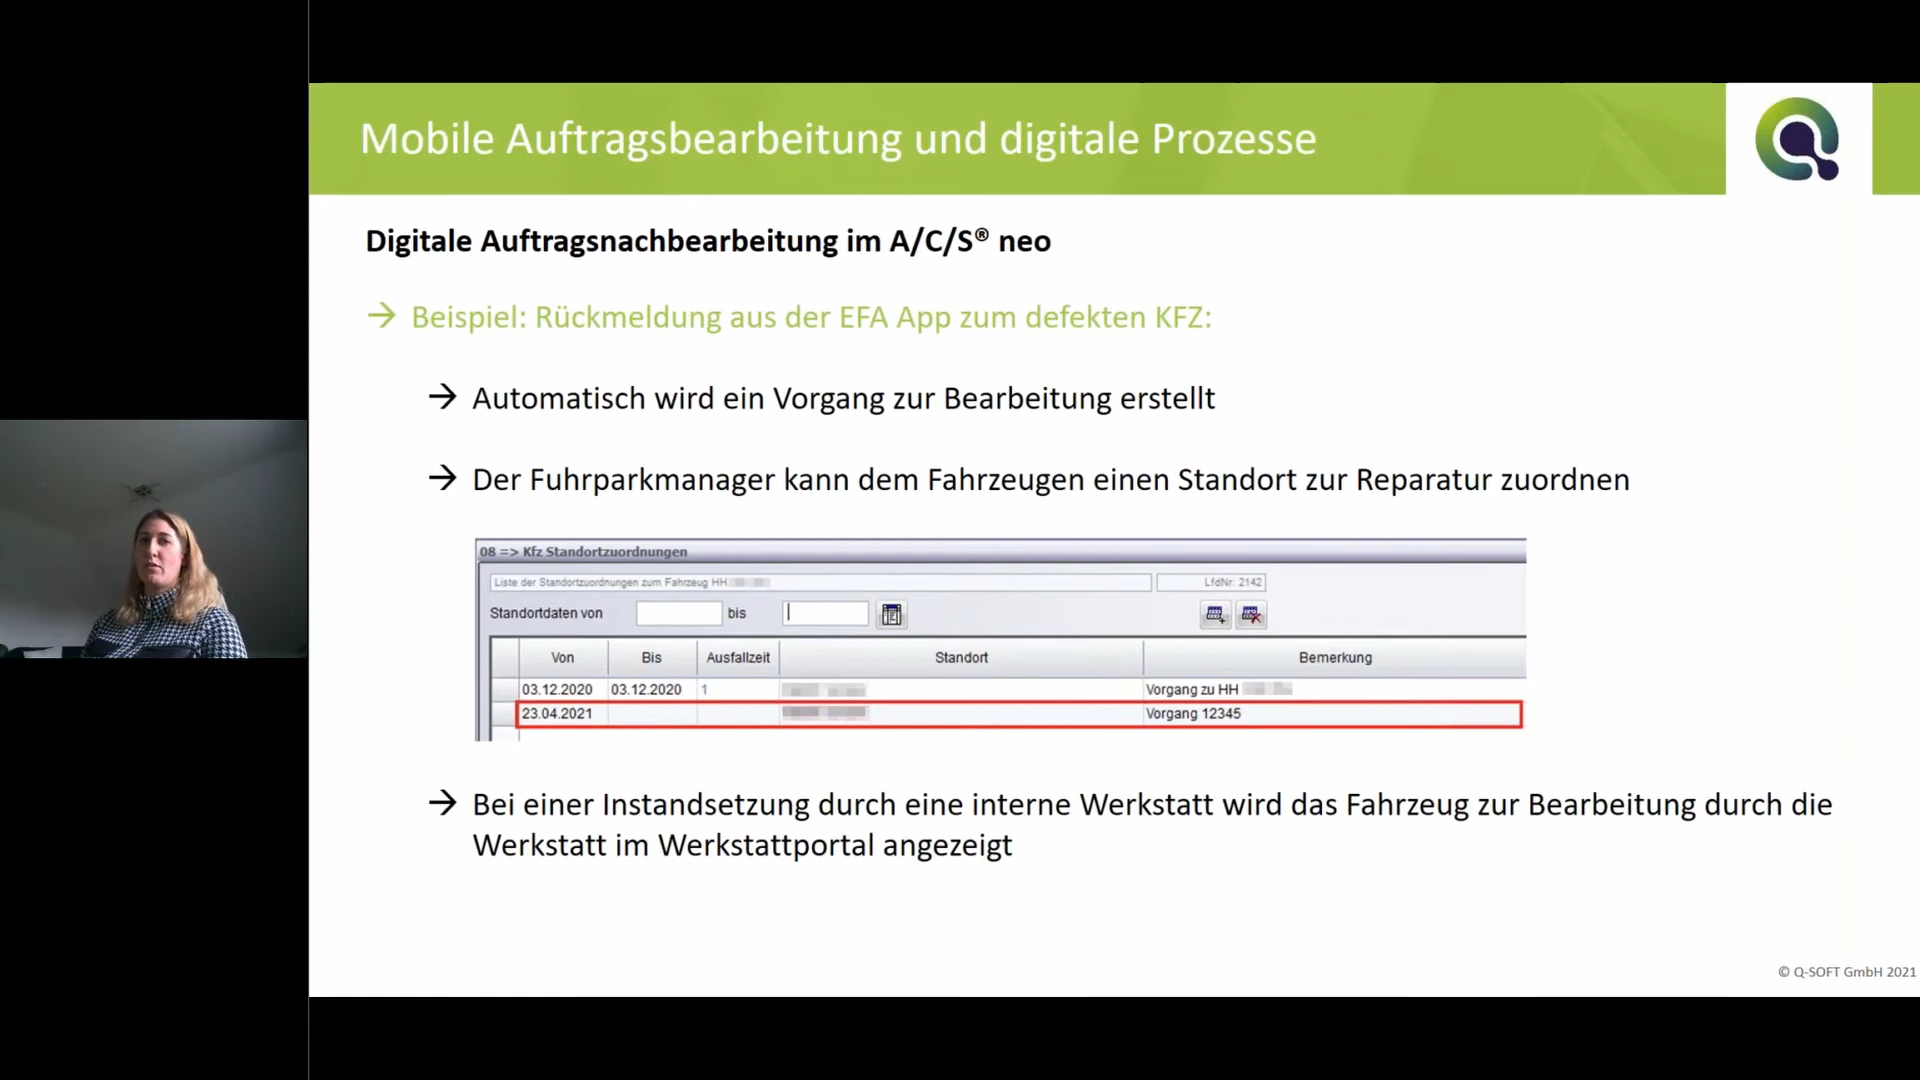 Mobile Auftragsbearbeitung und digitale Prozesse
Digitale Auftragsnachbearbeitung im A/C/S® neo
→ Beispiel: Rückmeldung aus der EFA App zum defekten KFZ:
→ Automatisch wird ein Vorgang zur Bearbeitung erstellt
→ Der Fuhrparkmanager kann dem Fahrzeugen einen Standort zur Reparatur zuordnen
08 => Kfz Standortzuordnungen
Liste der Standortzuordnungen zum Fahrzeug HH
LfdNr: 2142
Standortdaten von bis
Von Bis Ausfallzeit Standort Bemerkung
03.12.2020 03.12.2020 1 Vorgang zu HH
23.04.2021 Vorgang 12345
→ Bei einer Instandsetzung durch eine interne Werkstatt wird das Fahrzeug zur Bearbeitung durch die
Werkstatt im Werkstattportal angezeigt
© Q-SOFT GmbH 2021